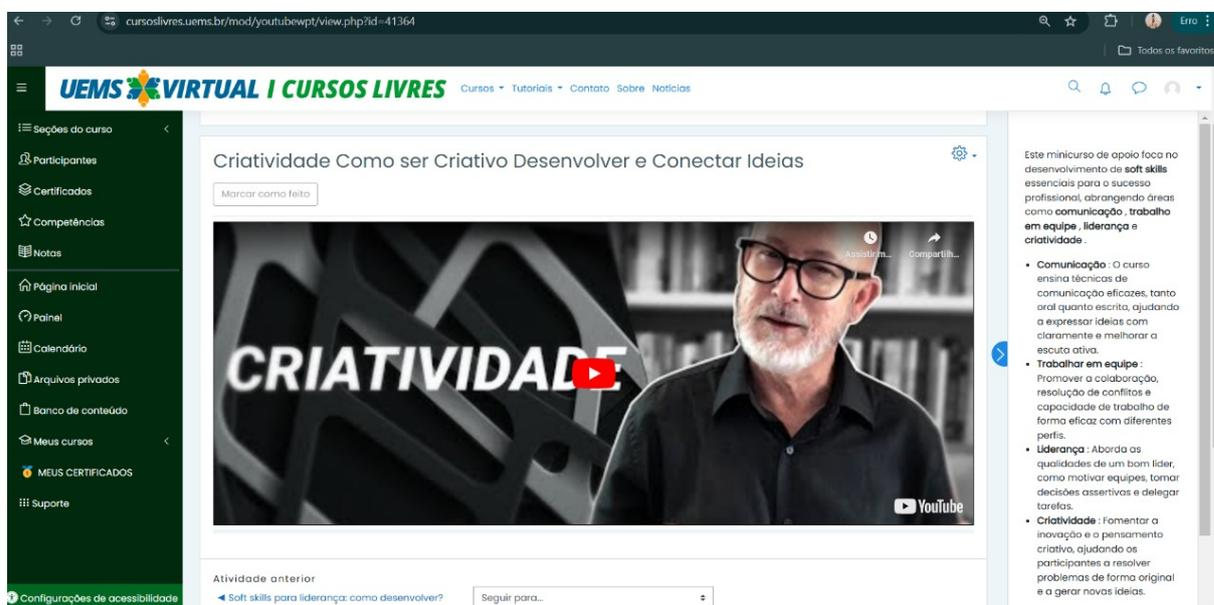 cursoslivres.uems.br/mod/youtubewpt/view.php?id=41364
Erro
Todos os favoritos
UEMS VIRTUAL I CURSOS LIVRES
Cursos Tutoriais Contato Sobre Noticias
Seções do curso
Participantes
Certificados
Competências
Notas
Página inicial
Painel
Calendário
Arquivos privados
Banco de conteúdo
Meus cursos
MEUS CERTIFICADOS
Suporte
Configurações de acessibilidade
Criatividade Como ser Criativo Desenvolver e Conectar Ideias
Marcar como feito
Assistir m...
Compartilh...
CRIATIVIDADE
YouTube
Atividade anterior
◄ Soft skills para liderança: como desenvolver?
Seguir para...
Este minicurso de apoio foca no
desenvolvimento de soft skills
essenciais para o sucesso
profissional, abrangendo áreas
como comunicação , trabalho
em equipe , liderança e
criatividade .
• Comunicação : O curso
ensina técnicas de
comunicação eficazes, tanto
oral quanto escrita, ajudando
a expressar ideias com
claramente e melhorar a
escuta ativa.
• Trabalhar em equipe :
Promover a colaboração,
resolução de conflitos e
capacidade de trabalho de
forma eficaz com diferentes
perfis.
• Liderança : Aborda as
qualidades de um bom líder,
como motivar equipes, tomar
decisões assertivas e delegar
tarefas.
• Criatividade : Fomentar a
inovação e o pensamento
criativo, ajudando os
participantes a resolver
problemas de forma original
e a gerar novas ideias.